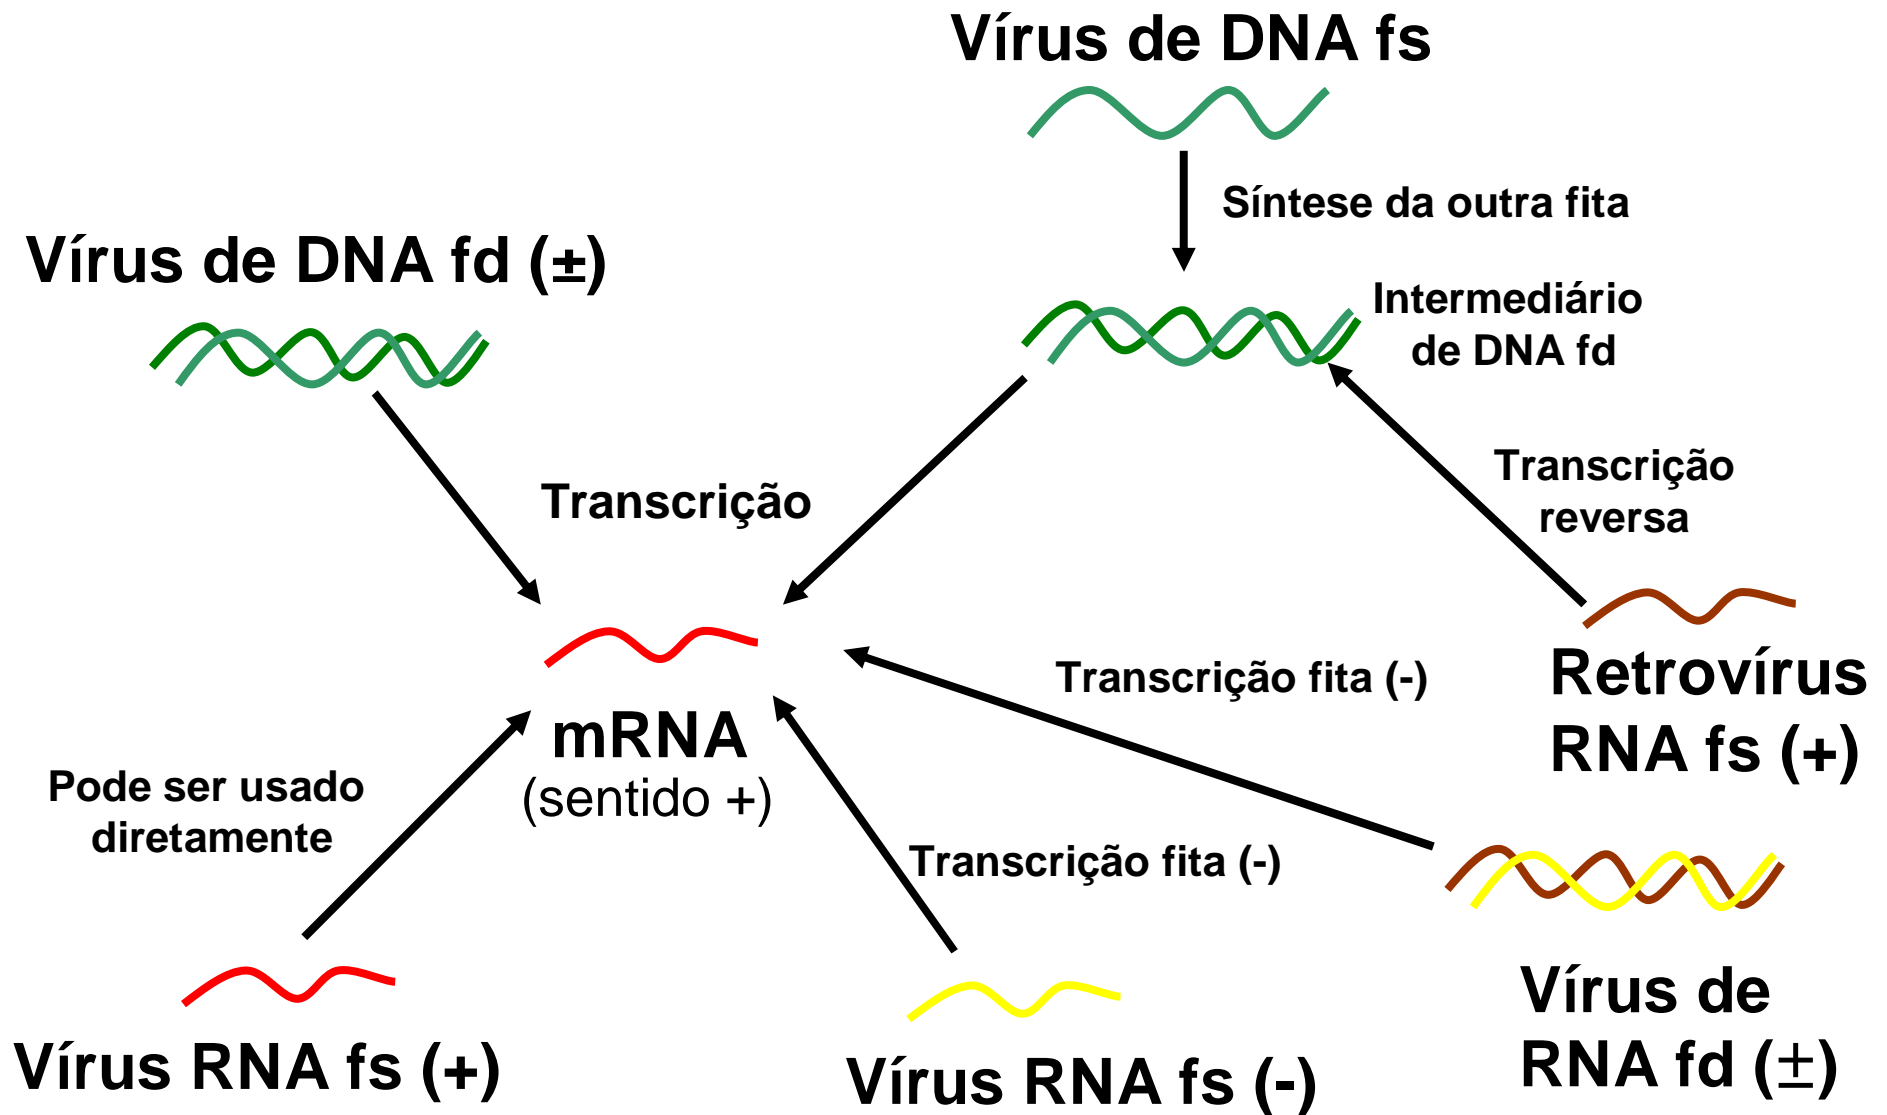 Vírus de DNA fs
Síntese da outra fita
Vírus de DNA fd (±)
Intermediário
de DNA fd
Transcrição
Transcrição
reversa
mRNA
(sentido +)
Transcrição fita (-)
Retrovírus
RNA fs (+)
Pode ser usado
diretamente
Transcrição fita (-)
Vírus RNA fs (+)
Vírus RNA fs (-)
Vírus de
RNA fd (±)